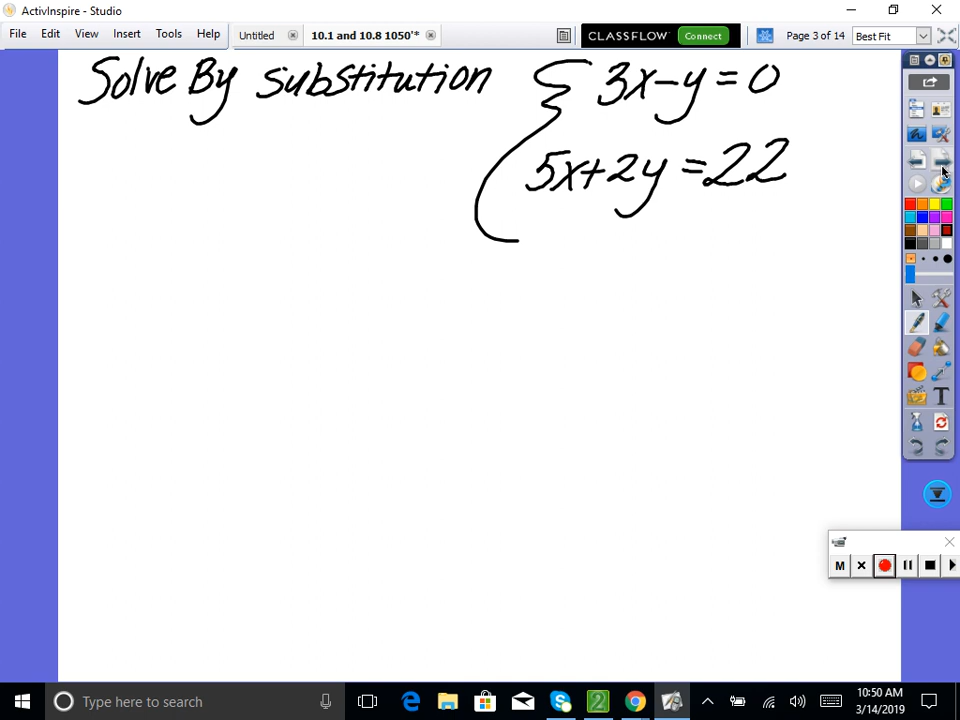 ActivInspire - Studio
File Edit View Insert Tools Help Untitled 10.1 and 10.8 1050'* CLASSFLOW Connect Page 3 of 14 Best Fit
Solve By substitution { 3x-y=0
5x+2y=22
M
Type here to search
10:50 AM
3/14/2019